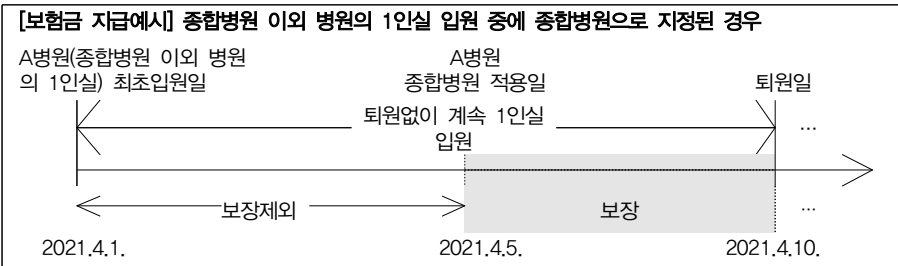 [보험금 지급예시] 종합병원 이외 병원의 1인실 입원 중에 종합병원으로 지정된 경우
A병원(종합병원 이외 병원
의 1인실) 최초입원일
A병원
종합병원 적용일
퇴원일
퇴원없이 계속 1인실
입원
...
보장제외
보장
...
2021.4.1.
2021.4.5.
2021.4.10.